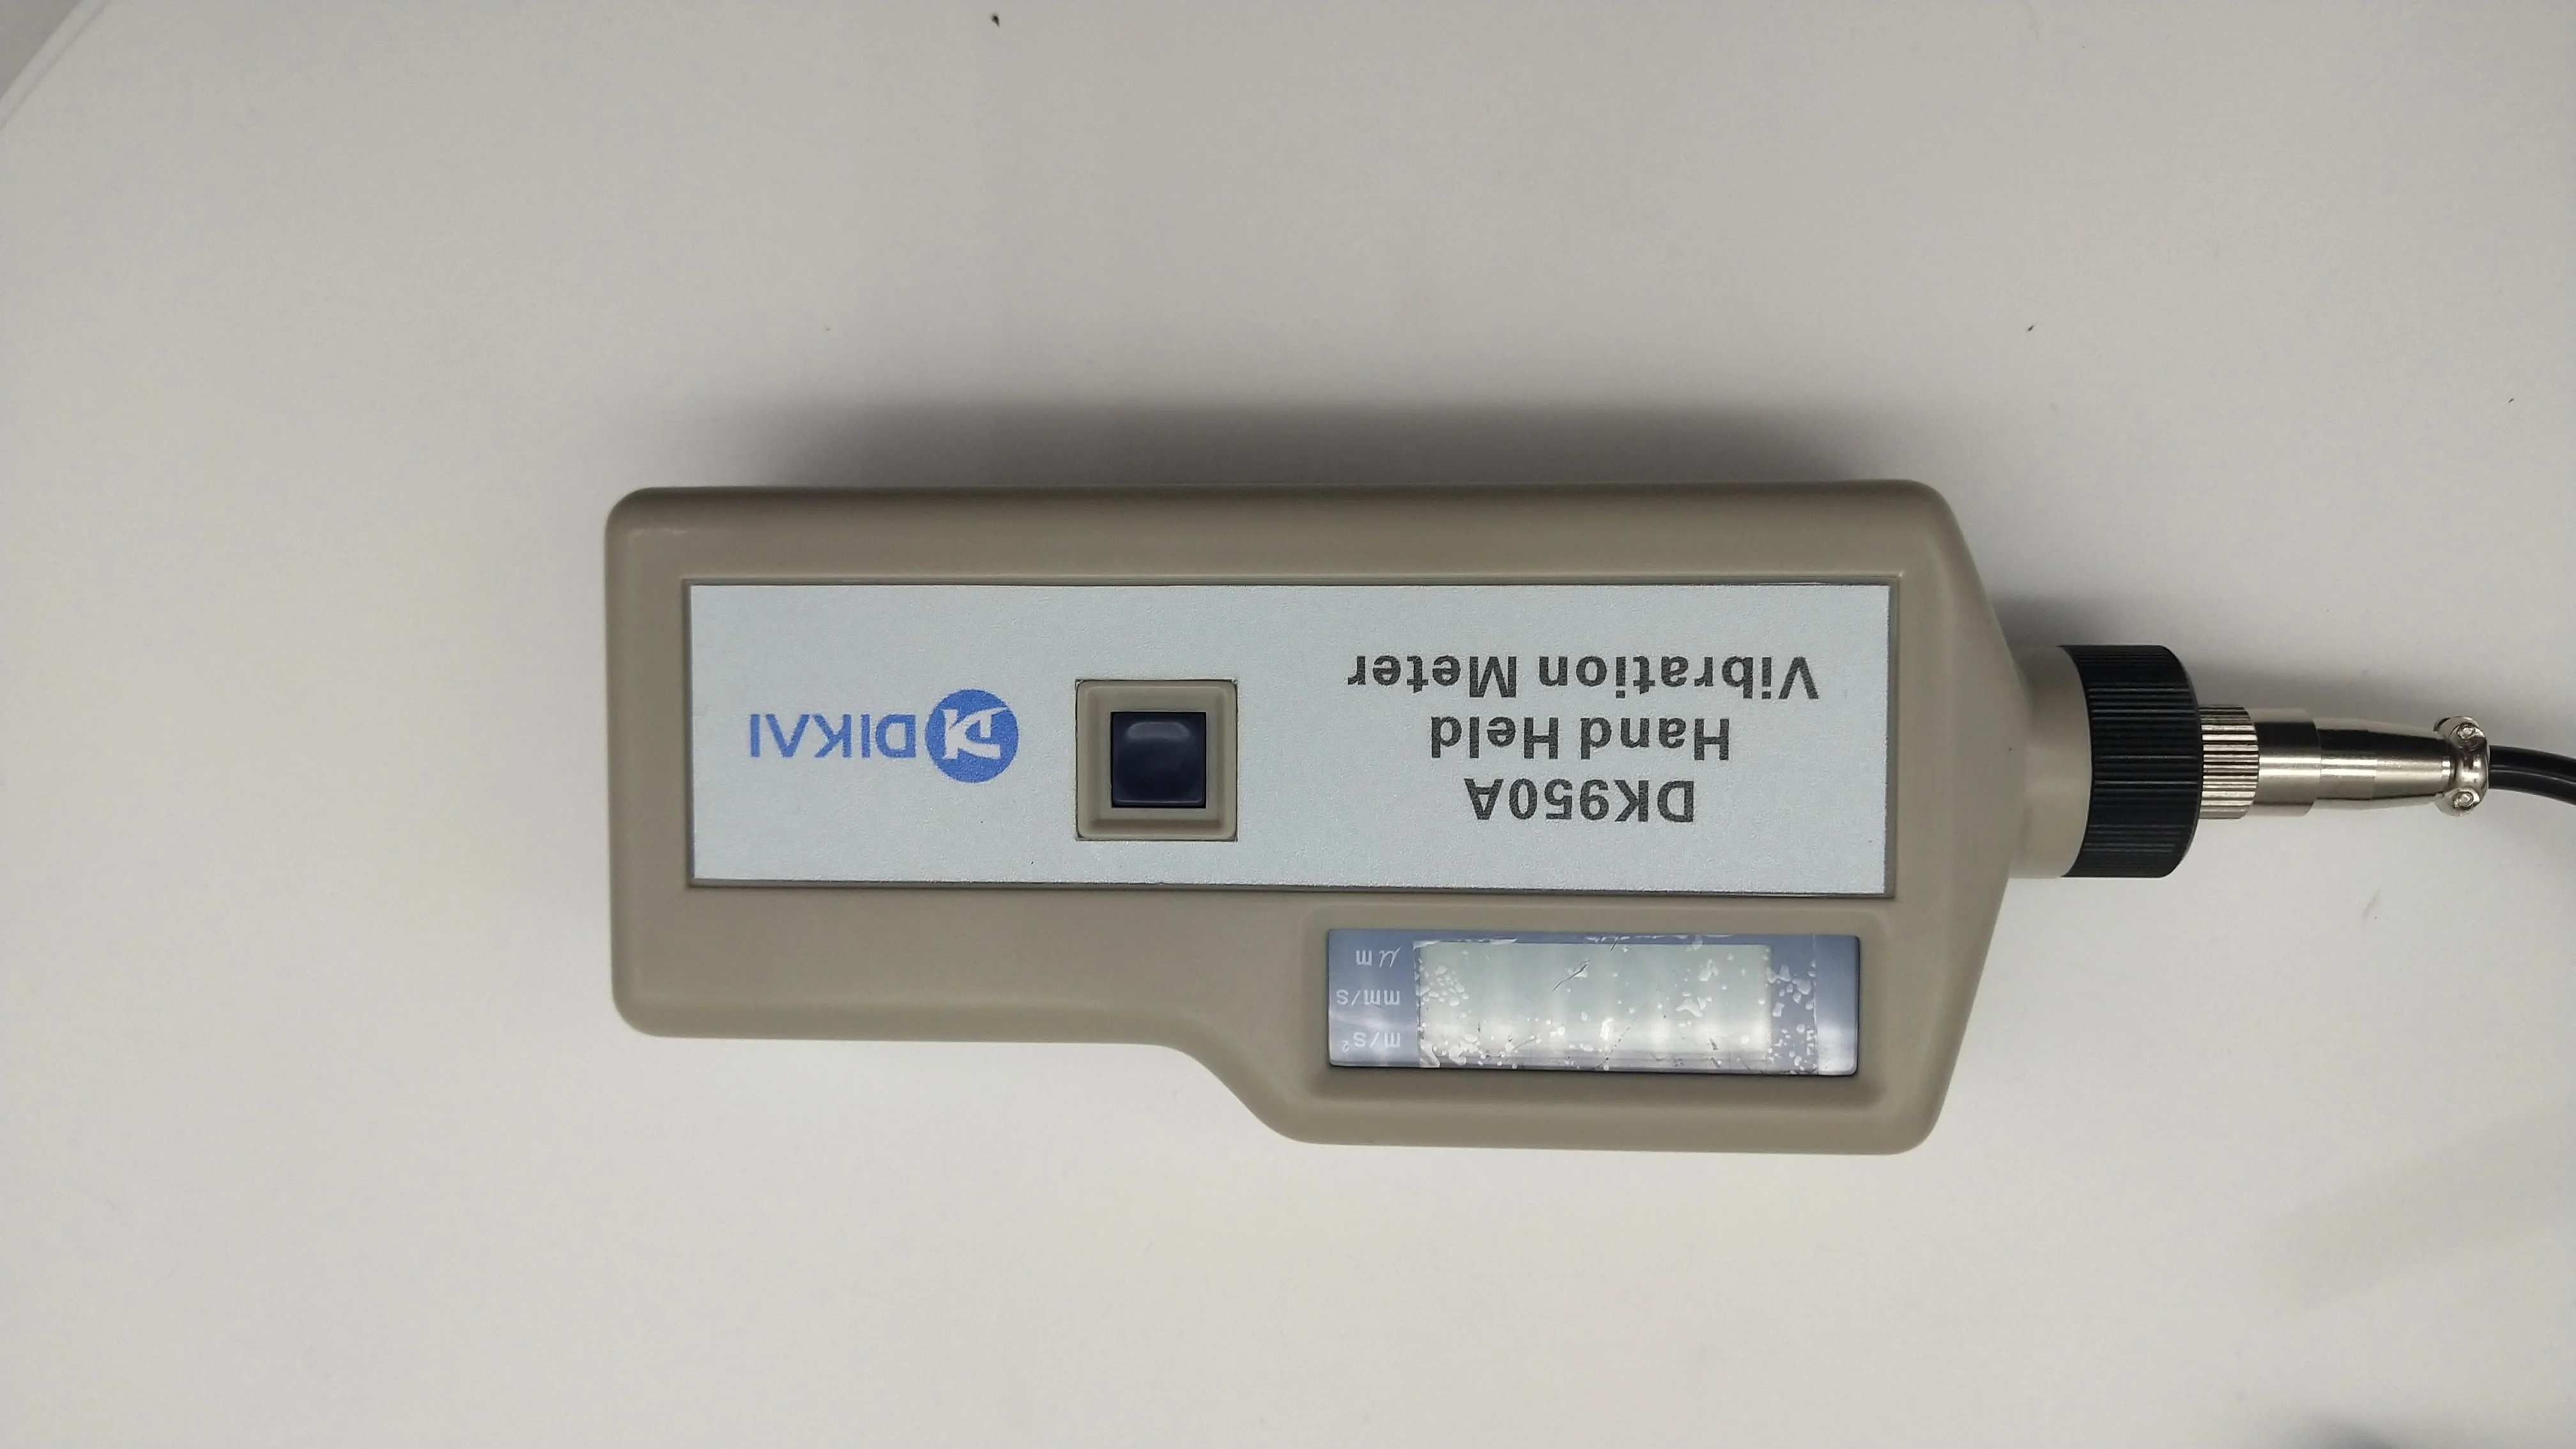 DK950A
Hand Held
Vibration Meter
DIKAI
m/s²
mm/s
μm